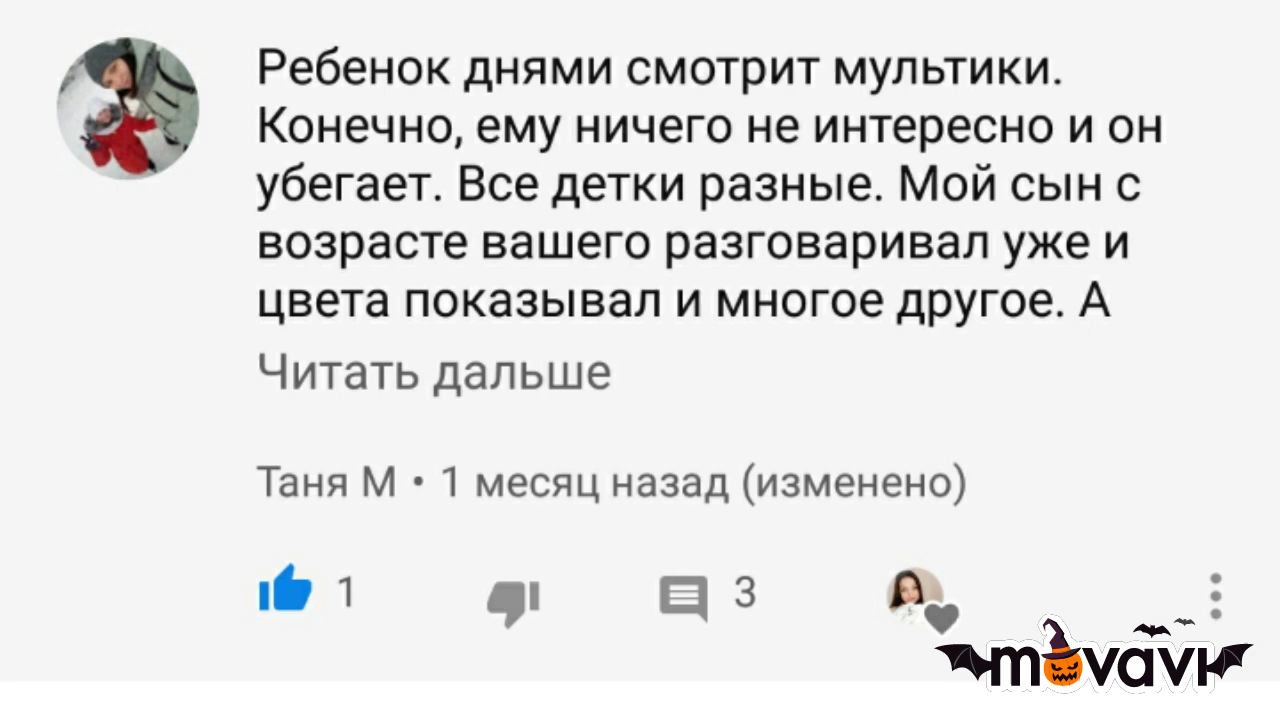 Ребенок днями смотрит мультики.
Конечно, ему ничего не интересно и он
убегает. Все детки разные. Мой сын с
возрасте вашего разговаривал уже и
цвета показывал и многое другое. А
Читать дальше
Таня М • 1 месяц назад (изменено)
1 3
movavi